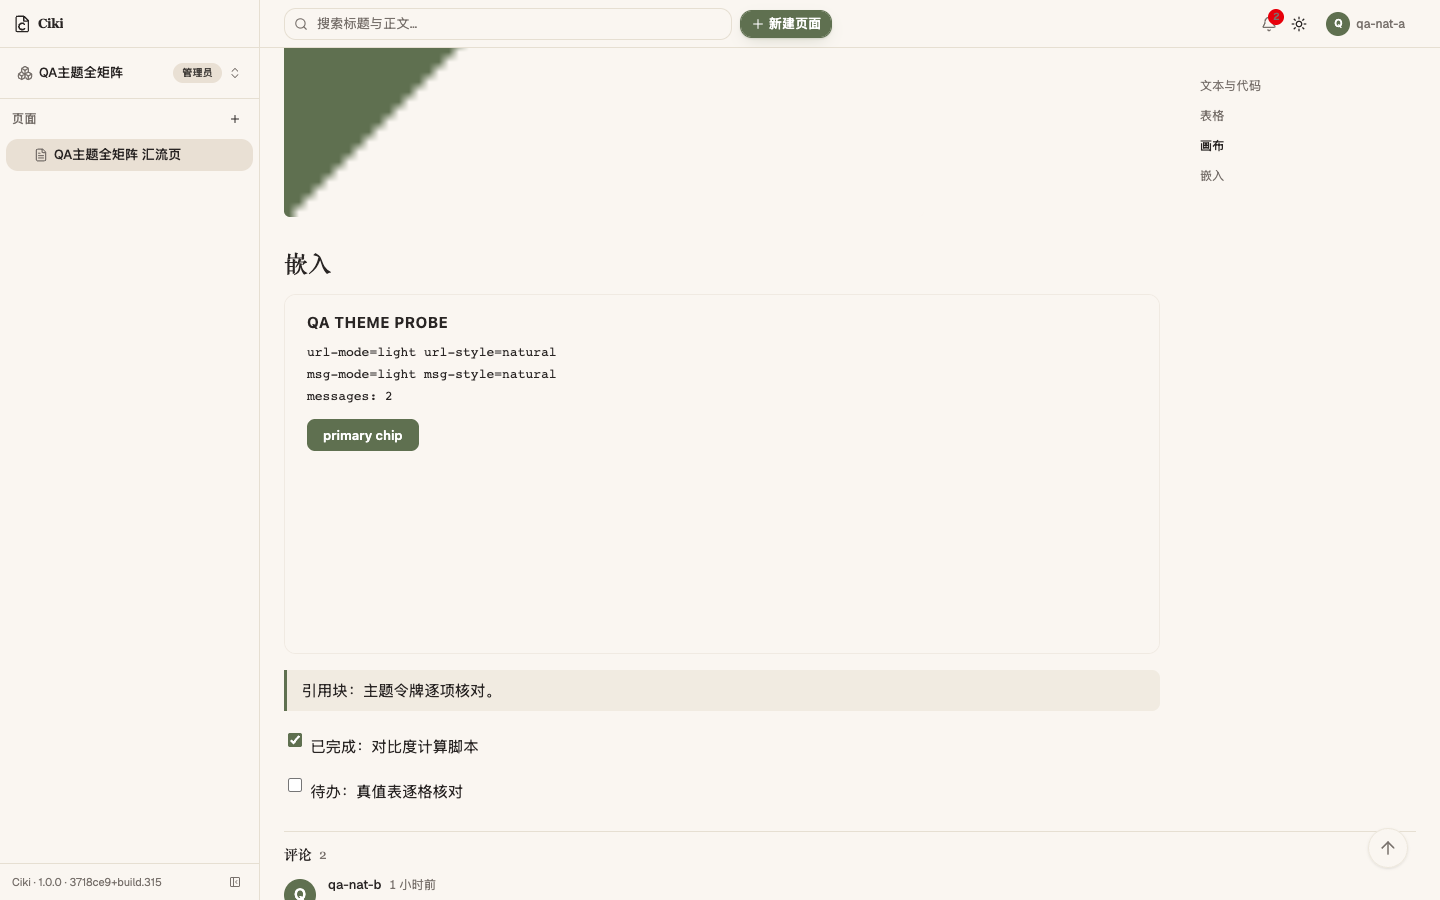 Ciki
搜索标题与正文...
新建页面
2
qa-nat-a
QA主题全矩阵
管理员
页面
QA主题全矩阵 汇流页
文本与代码
表格
画布
嵌入
嵌入
QA THEME PROBE
url-mode=light url-style=natural
msg-mode=light msg-style=natural
messages: 2
primary chip
引用块：主题令牌逐项核对。
已完成：对比度计算脚本
待办：真值表逐格核对
评论 2
Q
qa-nat-b 1 小时前
Ciki · 1.0.0 · 3718ce9+build.315